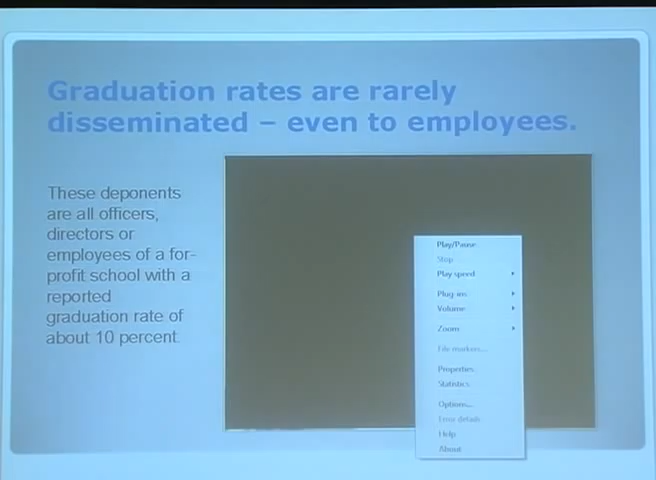 Graduation rates are rarely
disseminated – even to employees.
These deponents
are all officers,
directors or
employees of a for-
profit school with a
reported
graduation rate of
about 10 percent.
Play/Pause
Stop
Play speed
Plug-ins
Volume
Zoom
File markers...
Properties
Statistics
Options...
Error details
Help
About